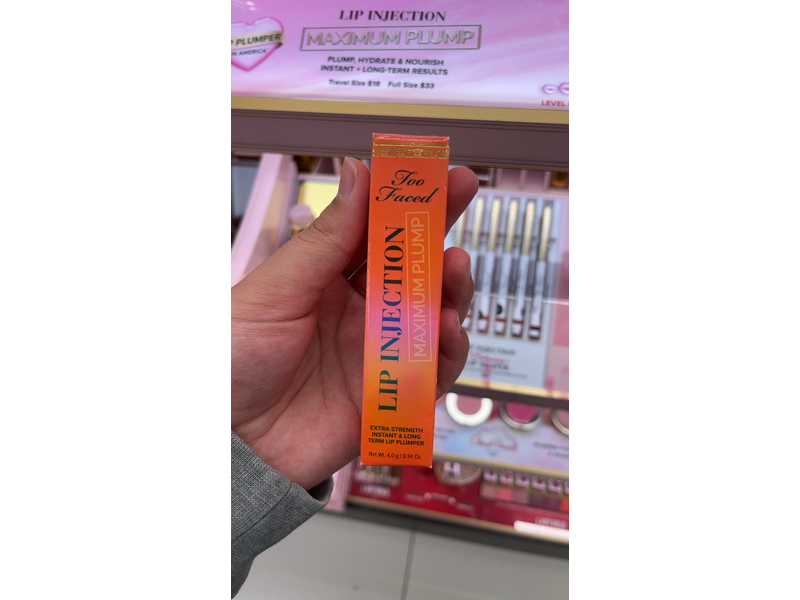 LIP INJECTION
MAXIMUM PLUMP
PLUMPER
AMERICA
PLUMP, HYDRATE & NOURISH
INSTANT + LONG-TERM RESULTS
Travel Size $18 Full Size $33
LEVEL
Too
Faced
LIP INJECTION
MAXIMUM PLUMP
EXTRA STRENGTH
INSTANT & LONG
TERM LIP PLUMPER
Net Wt. 4.0 g / 0.14 Oz.